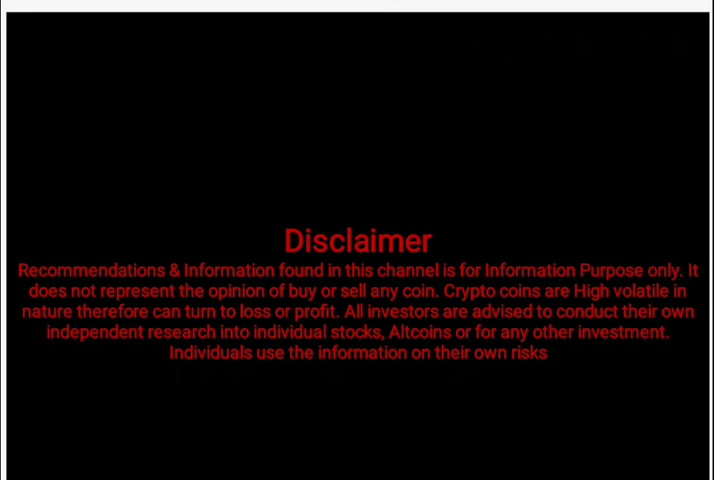 Disclaimer
Recommendations & Information found in this channel is for Information Purpose only. It
does not represent the opinion of buy or sell any coin. Crypto coins are High volatile in
nature therefore can turn to loss or profit. All investors are advised to conduct their own
independent research into individual stocks, Altcoins or for any other investment.
Individuals use the information on their own risks